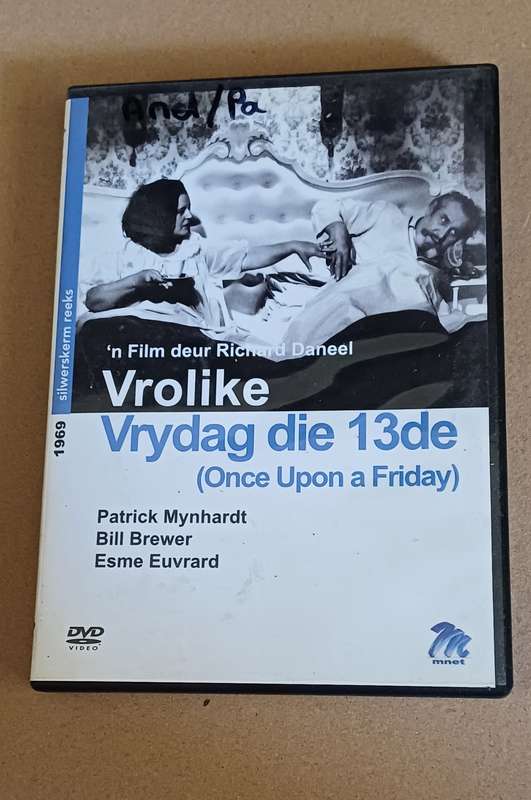 And/Pa
silwerskerm reeks
1969
'n Film deur Richard Daneel
Vrolike
Vrydag die 13de
(Once Upon a Friday)
Patrick Mynhardt
Bill Brewer
Esme Euvrard
DVD
VIDEO
mnet